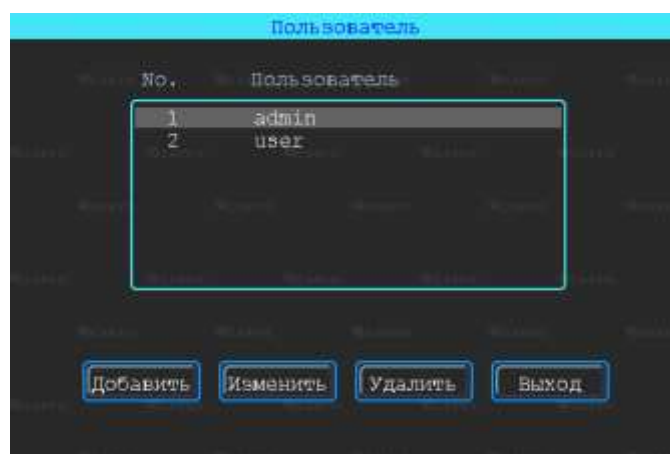 Пользователь
No. Пользователь
1 admin
2 user
Добавить Изменить Удалить Выход